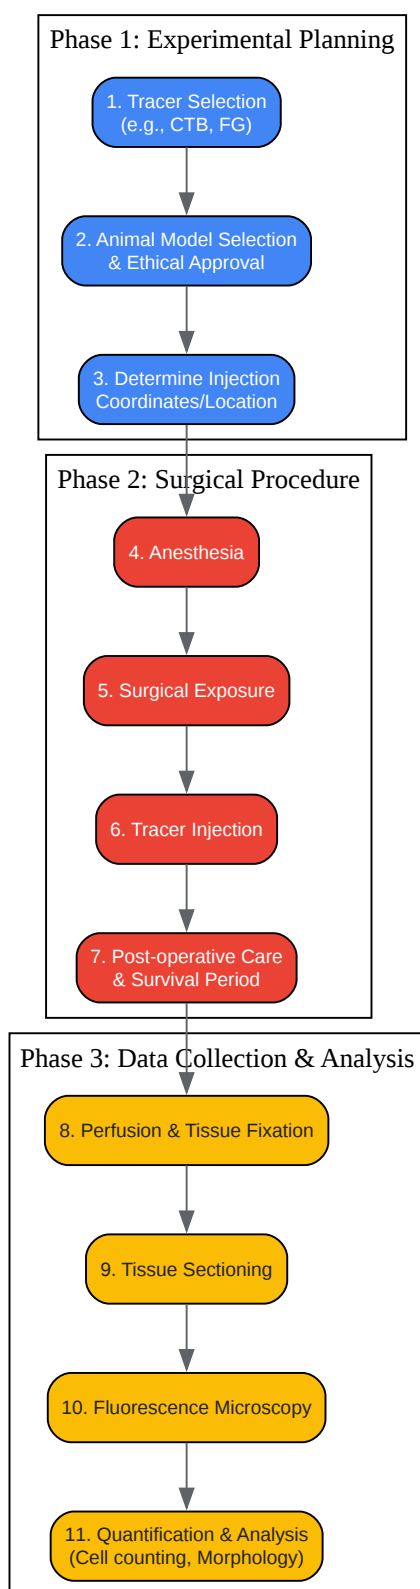 Phase 1: Experimental Planning
1. Tracer Selection
(e.g., CTB, FG)
2. Animal Model Selection
& Ethical Approval
3. Determine Injection
Coordinates/Location
Phase 2: Surgical Procedure
4. Anesthesia
5. Surgical Exposure
6. Tracer Injection
7. Post-operative Care
& Survival Period
Phase 3: Data Collection & Analysis
8. Perfusion & Tissue Fixation
9. Tissue Sectioning
10. Fluorescence Microscopy
11. Quantification & Analysis
(Cell counting, Morphology)